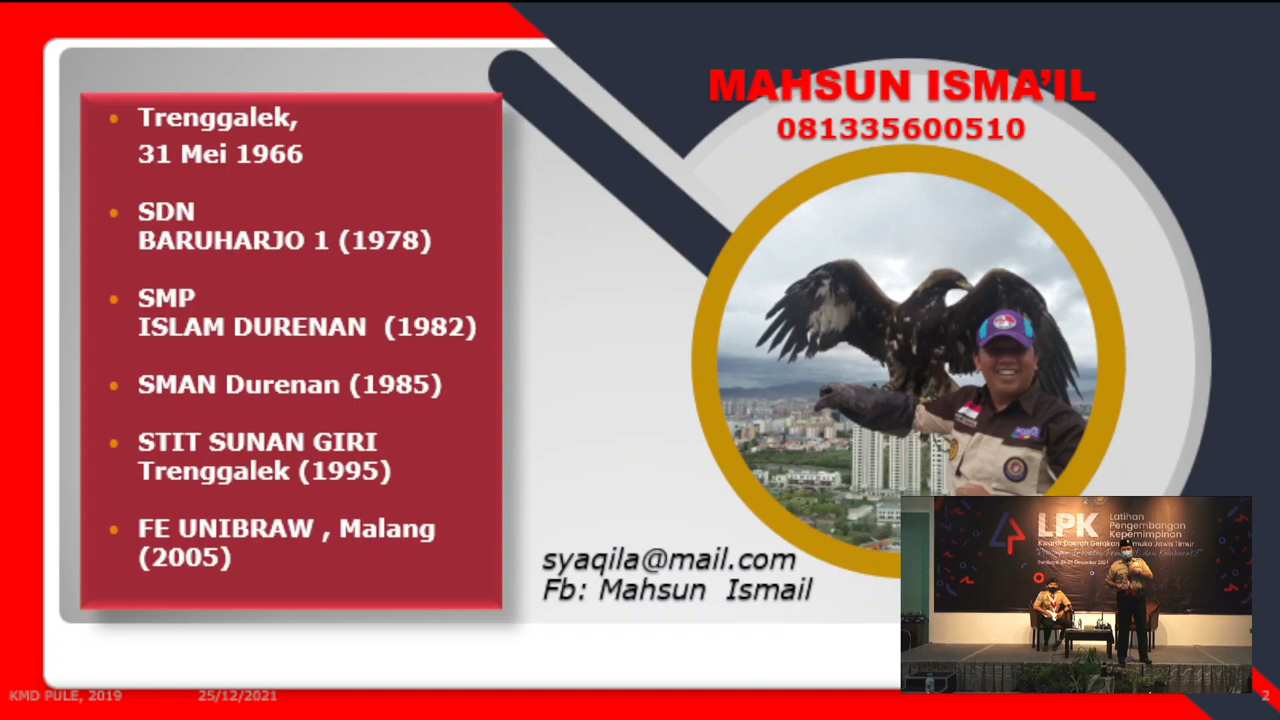 MAHSUN ISMA'IL
081335600510
Trenggalek,
31 Mei 1966
SDN
BARUHARJO 1 (1978)
SMP
ISLAM DURENAN (1982)
SMAN Durenan (1985)
STIT SUNAN GIRI
Trenggalek (1995)
FE UNIBRAW , Malang
(2005)
syaqila@mail.com
Fb: Mahsun Ismail
LPK
Latihan
Pengembangan
Kepemimpinan
KMD PULE, 2019
25/12/2021
2